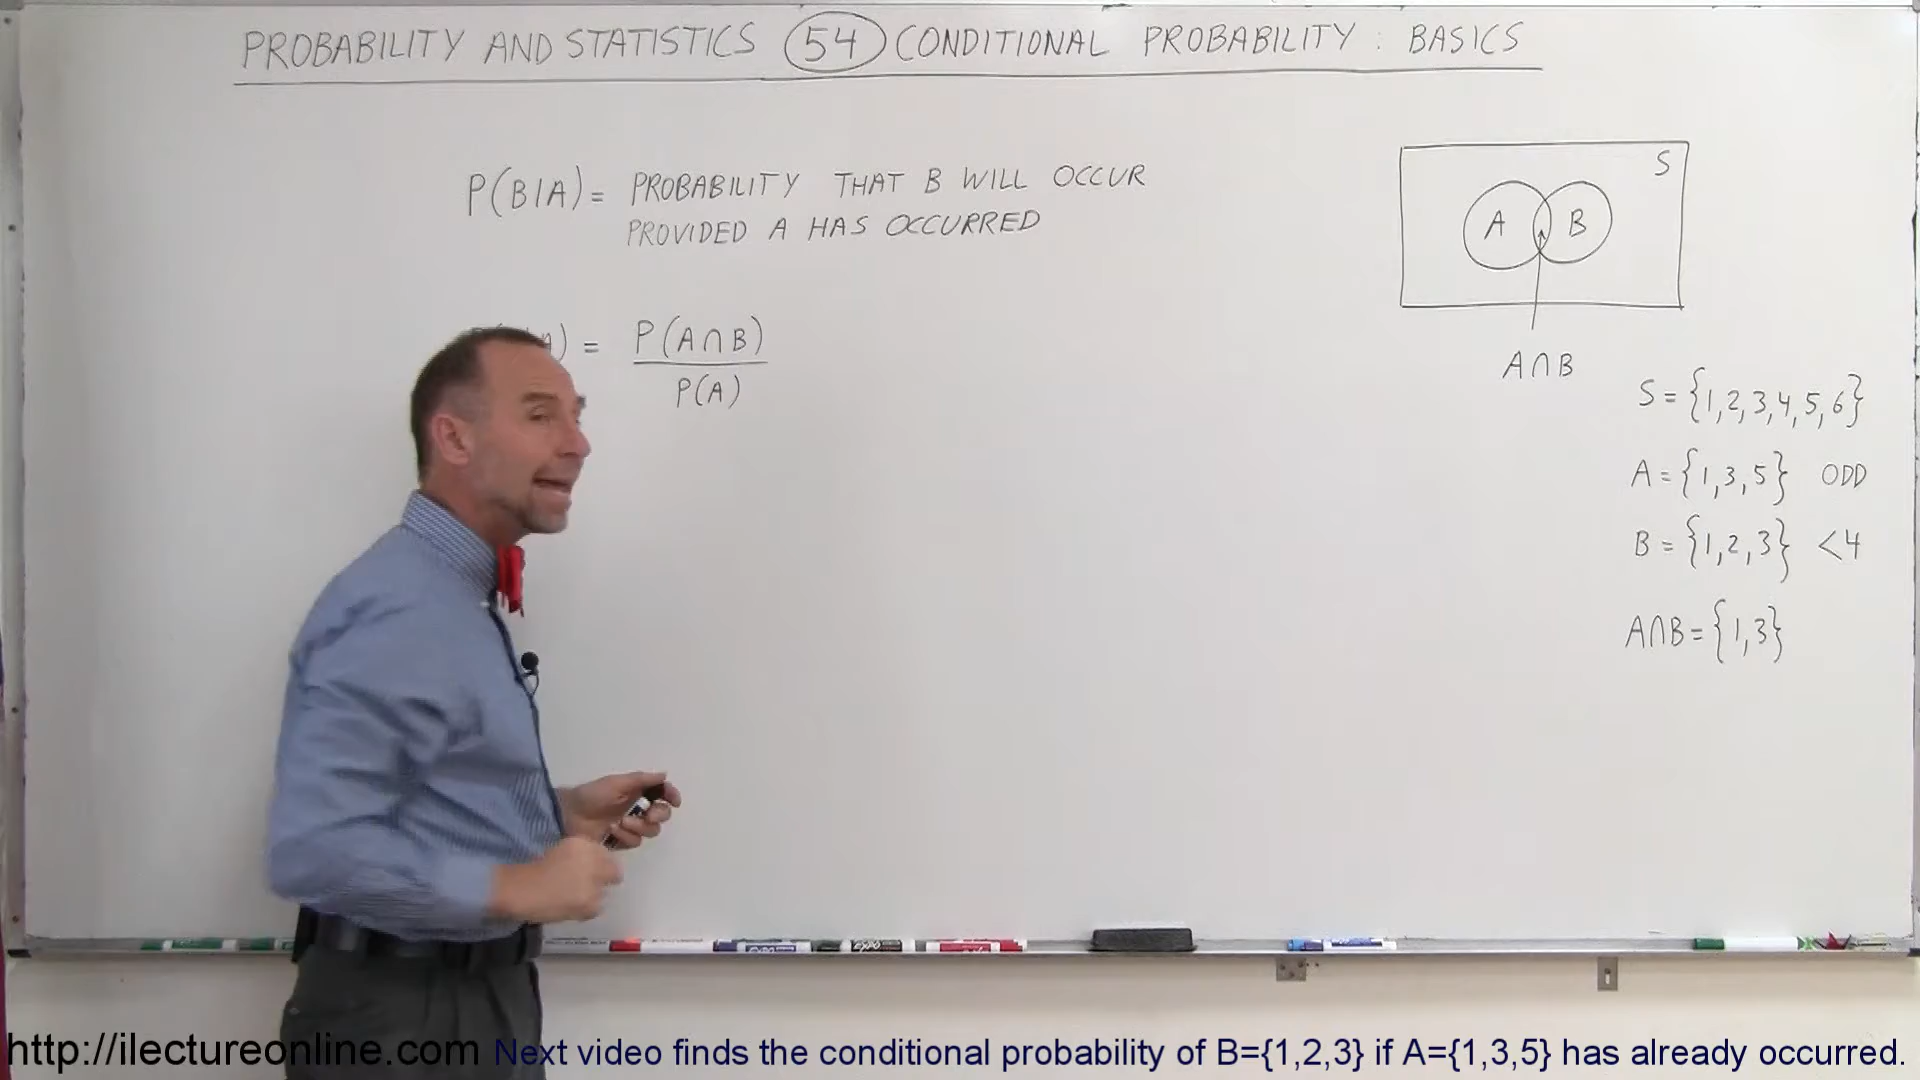 PROBABILITY AND STATISTICS 54 CONDITIONAL PROBABILITY : BASICS
P(B|A) = PROBABILITY THAT B WILL OCCUR
PROVIDED A HAS OCCURRED
) = P(A∩B)
P(A)
S
A B
A∩B
S = {1,2,3,4,5,6}
A = {1,3,5} ODD
B = {1,2,3} <4
A∩B = {1,3}
EXPO
http://ilectureonline.com Next video finds the conditional probability of B={1,2,3} if A={1,3,5} has already occurred.